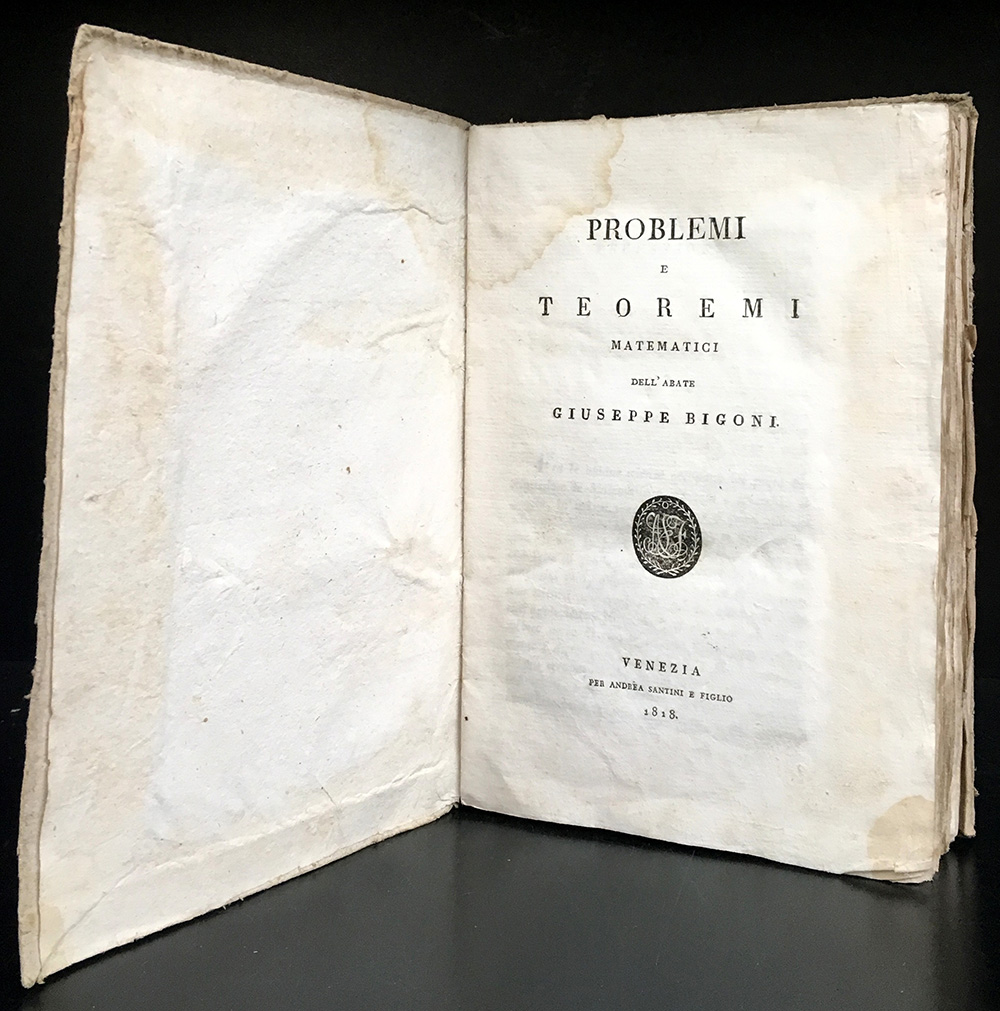 PROBLEMI
E
TEOREMI
MATEMATICI
DELL'ABATE
GIUSEPPE BIGONI.
VENEZIA
PER ANDREA SANTINI E FIGLIO
1818.